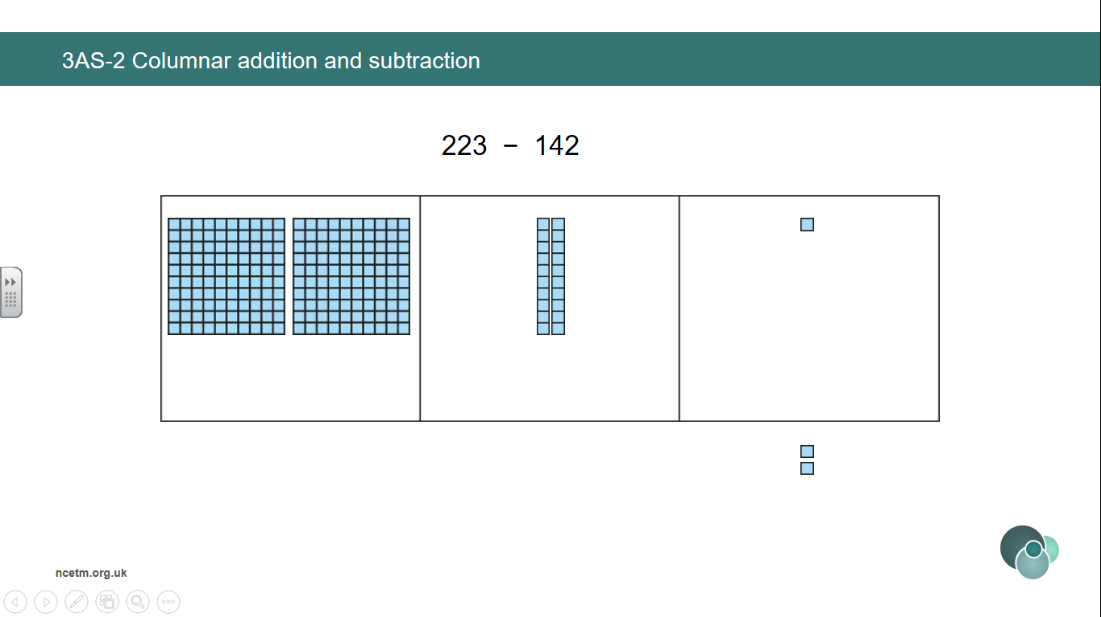 3AS-2 Columnar addition and subtraction
223 − 142
ncetm.org.uk